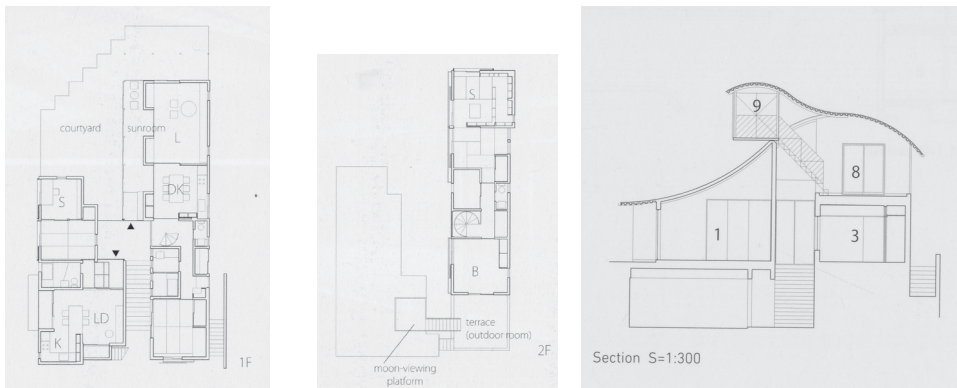 courtyard
sunroom
L
DK
S
LD
K
1F
S
B
terrace
(outdoor room)
2F
moon-viewing
platform
9
8
1
3
Section S=1:300